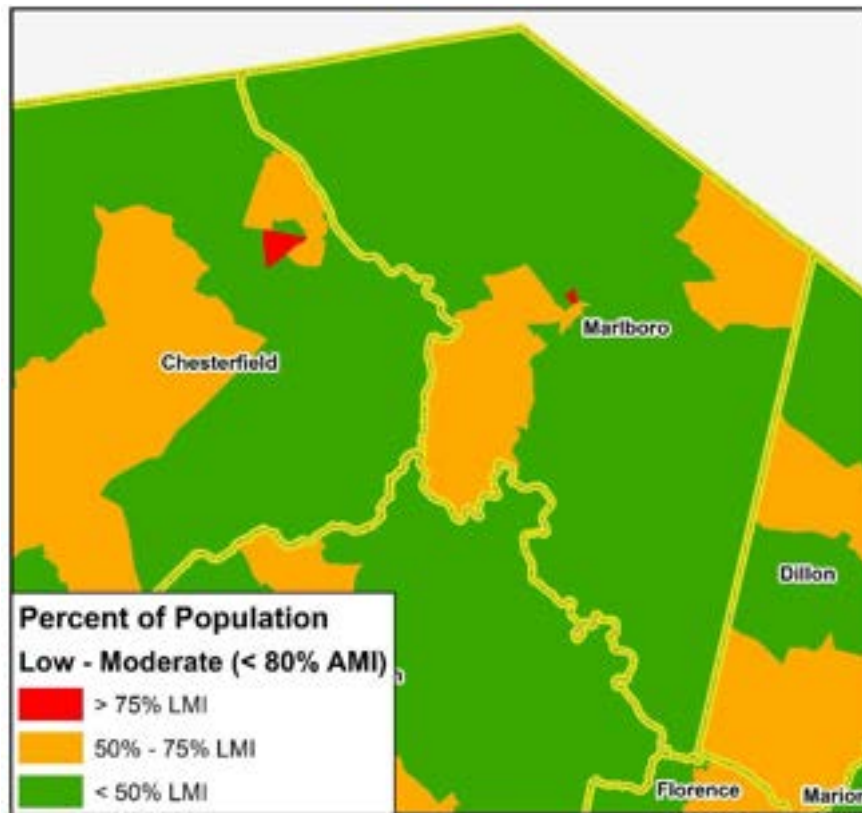 Marlboro
Chesterfield
Dillon
Percent of Population
Low - Moderate (< 80% AMI)
> 75% LMI
50% - 75% LMI
< 50% LMI
Florence
Marion